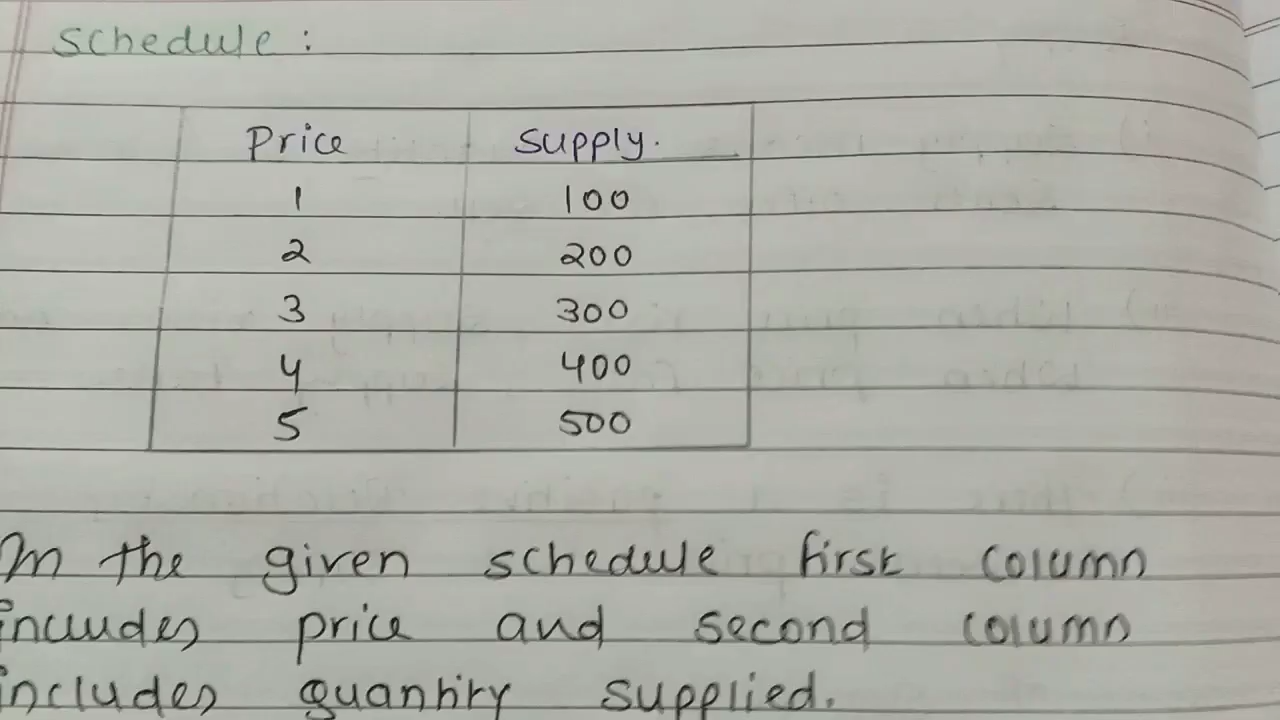 Schedule :
Price Supply.
1 100
2 200
3 300
4 400
5 500
In the given schedule first column
includes price and second column
includes quantity supplied.